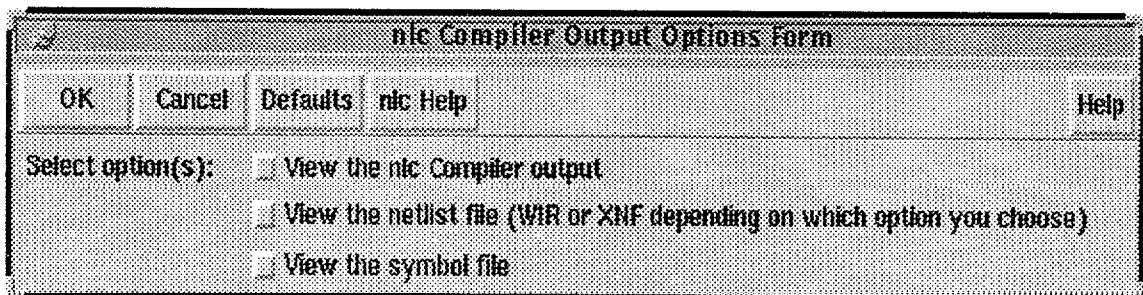 nlc Compiler Output Options Form
OK Cancel Defaults nlc Help Help
Select option(s): View the nlc Compiler output
View the netlist file (WIR or XNF depending on which option you choose)
View the symbol file